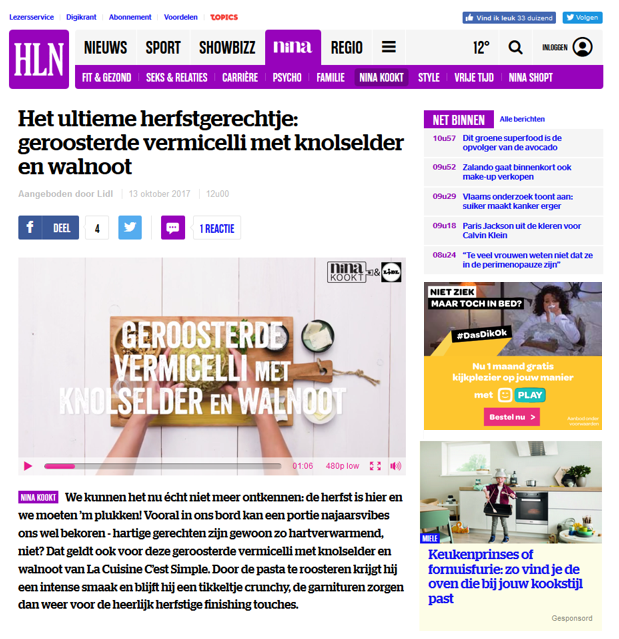 Lezersservice
Digikrant
Abonnement
Voordelen
TOPICS
Vind ik leuk 33 duizend
Volgen
HLN
NIEUWS
SPORT
SHOWBIZZ
nina
REGIO
12°
INLOGGEN
FIT & GEZOND
SEKS & RELATIES
CARRIÈRE
PSYCHO
FAMILIE
NINA KOOKT
STYLE
VRIJE TIJD
NINA SHOPT
Het ultieme herfstgerechtje:
geroosterde vermicelli met knolselder
en walnoot
Aangeboden door Lidl
13 oktober 2017
12u00
DEEL
4
1 REACTIE
nina
KOOKT
&
LIDL
GEROOSTERDE
VERMICELLI MET
KNOLSELDER EN WALNOOT
01:06
480p low
NINA KOOKT We kunnen het nu écht niet meer ontkennen: de herfst is hier en
we moeten 'm plukken! Vooral in ons bord kan een portie najaarsvibes
ons wel bekoren - hartige gerechten zijn gewoon zo hartverwarmend,
niet? Dat geldt ook voor deze geroosterde vermicelli met knolselder en
walnoot van La Cuisine C'est Simple. Door de pasta te roosteren krijgt hij
een intense smaak en blijft hij een tikkeltje crunchy, de garnituren zorgen
dan weer voor de heerlijk herfstige finishing touches.
NET BINNEN
Alle berichten
10u57 Dit groene superfood is de
opvolger van de avocado
09u52 Zalando gaat binnenkort ook
make-up verkopen
09u29 Vlaams onderzoek toont aan:
suiker maakt kanker erger
09u18 Paris Jackson uit de kleren voor
Calvin Klein
08u24 "Te veel vrouwen weten niet dat ze
in de perimenopauze zijn"
NIET ZIEK
MAAR TOCH IN BED?
#DasDikOk
Nu 1 maand gratis
kijkplezier op jouw manier
met PLAY
Bestel nu >
MIELE
Keukenprinses of
fornuisfurie: zo vind je de
oven die bij jouw kookstijl
past
Gesponsord